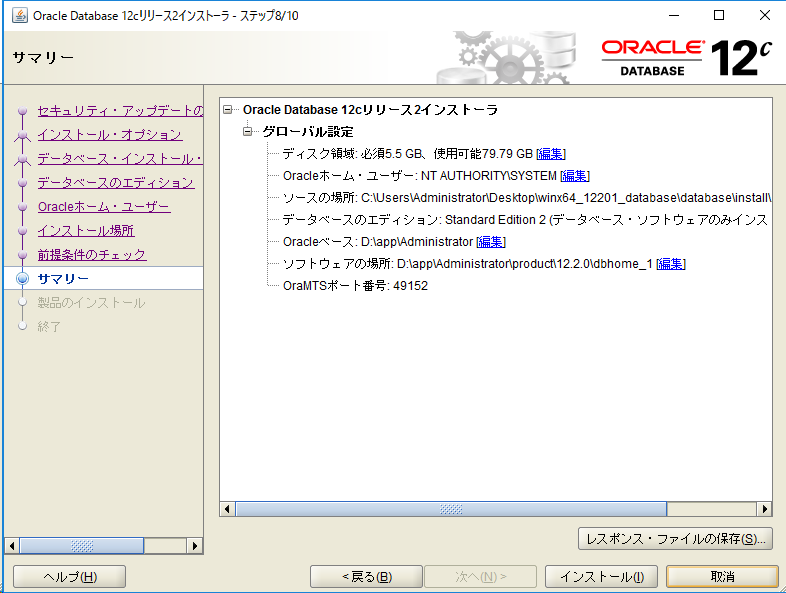 Oracle Database 12cリリース2インストーラ - ステップ8/10
サマリー
ORACLE
DATABASE
12c
セキュリティ・アップデートの
インストール・オプション
データベース・インストール・
データベースのエディション
Oracleホーム・ユーザー
インストール場所
前提条件のチェック
サマリー
製品のインストール
終了
Oracle Database 12cリリース2インストーラ
グローバル設定
ディスク領域: 必須5.5 GB、使用可能79.79 GB [編集]
Oracleホーム・ユーザー: NT AUTHORITY\SYSTEM [編集]
ソースの場所: C:\Users\Administrator\Desktop\winx64_12201_database\database\install\
データベースのエディション: Standard Edition 2 (データベース・ソフトウェアのみインス
Oracleベース: D:\app\Administrator [編集]
ソフトウェアの場所: D:\app\Administrator\product\12.2.0\dbhome_1 [編集]
OraMTSポート番号: 49152
レスポンス・ファイルの保存(S)...
ヘルプ(H)
< 戻る(B)
次へ(N) >
インストール(I)
取消